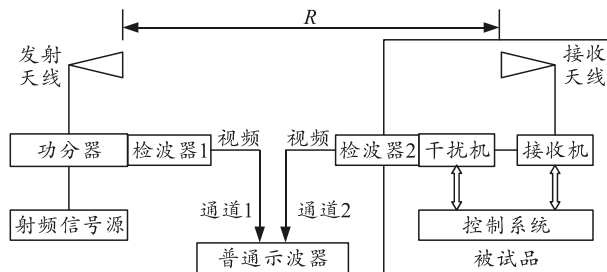 R
发射
天线
接收
天线
功分器
检波器1
视频
视频
检波器2
干扰机
接收机
射频信号源
通道1
通道2
控制系统
普通示波器
被试品